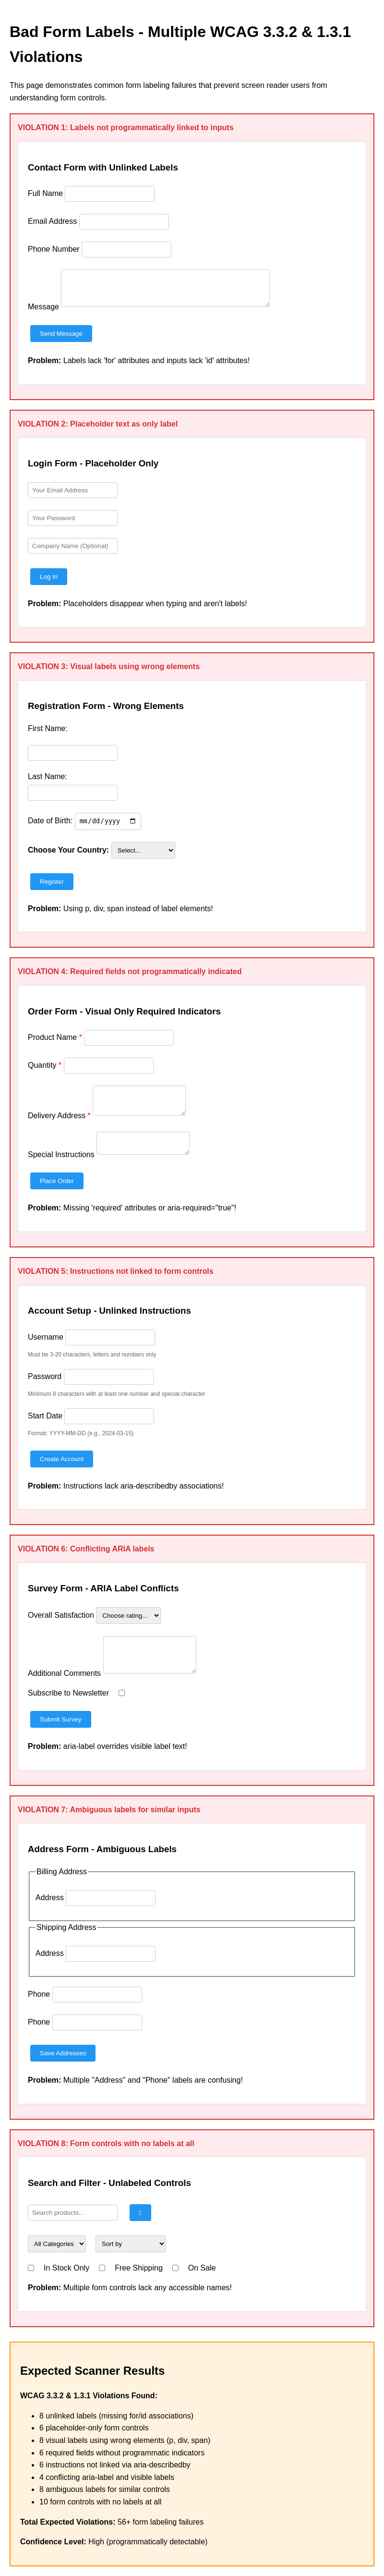 Bad Form Labels - Multiple WCAG 3.3.2 & 1.3.1
Violations
This page demonstrates common form labeling failures that prevent screen reader users from
understanding form controls.
VIOLATION 1: Labels not programmatically linked to inputs
Contact Form with Unlinked Labels
Full Name
Email Address
Phone Number
Message
Send Message
Problem: Labels lack 'for' attributes and inputs lack 'id' attributes!
VIOLATION 2: Placeholder text as only label
Login Form - Placeholder Only
Your Email Address
Your Password
Company Name (Optional)
Log In
Problem: Placeholders disappear when typing and aren't labels!
VIOLATION 3: Visual labels using wrong elements
Registration Form - Wrong Elements
First Name:
Last Name:
Date of Birth: mm/dd/yyyy
Choose Your Country: Select...
Register
Problem: Using p, div, span instead of label elements!
VIOLATION 4: Required fields not programmatically indicated
Order Form - Visual Only Required Indicators
Product Name *
Quantity *
Delivery Address *
Special Instructions
Place Order
Problem: Missing 'required' attributes or aria-required="true"!
VIOLATION 5: Instructions not linked to form controls
Account Setup - Unlinked Instructions
Username
Must be 3-20 characters, letters and numbers only
Password
Minimum 8 characters with at least one number and special character
Start Date
Format: YYYY-MM-DD (e.g., 2024-03-15)
Create Account
Problem: Instructions lack aria-describedby associations!
VIOLATION 6: Conflicting ARIA labels
Survey Form - ARIA Label Conflicts
Overall Satisfaction Choose rating...
Additional Comments
Subscribe to Newsletter
Submit Survey
Problem: aria-label overrides visible label text!
VIOLATION 7: Ambiguous labels for similar inputs
Address Form - Ambiguous Labels
Billing Address
Address
Shipping Address
Address
Phone
Phone
Save Addresses
Problem: Multiple "Address" and "Phone" labels are confusing!
VIOLATION 8: Form controls with no labels at all
Search and Filter - Unlabeled Controls
Search products...
All Categories Sort by
In Stock Only Free Shipping On Sale
Problem: Multiple form controls lack any accessible names!
Expected Scanner Results
WCAG 3.3.2 & 1.3.1 Violations Found:
• 8 unlinked labels (missing for/id associations)
• 6 placeholder-only form controls
• 8 visual labels using wrong elements (p, div, span)
• 6 required fields without programmatic indicators
• 6 instructions not linked via aria-describedby
• 4 conflicting aria-label and visible labels
• 8 ambiguous labels for similar controls
• 10 form controls with no labels at all
Total Expected Violations: 56+ form labeling failures
Confidence Level: High (programmatically detectable)